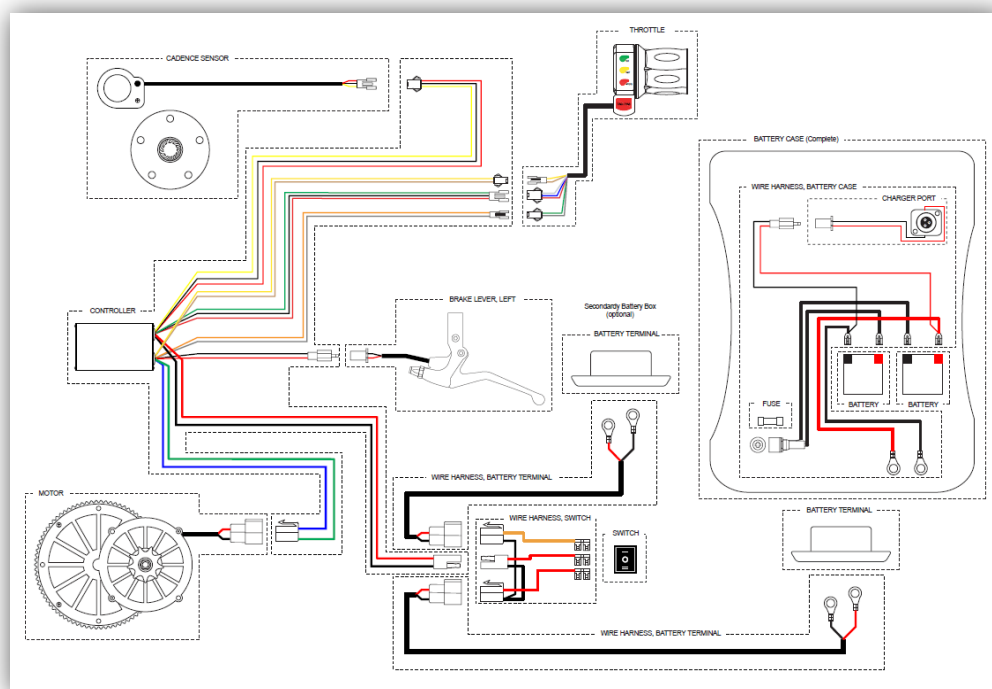 THROTTLE
CADENCE SENSOR
BATTERY CASE (Complete)
WIRE HARNESS, BATTERY CASE
CHARGER PORT
CONTROLLER
BRAKE LEVER, LEFT
Secondardy Battery Box
(optional)
BATTERY TERMINAL
BATTERY
BATTERY
FUSE
WIRE HARNESS, BATTERY TERMINAL
MOTOR
WIRE HARNESS, SWITCH
SWITCH
BATTERY TERMINAL
WIRE HARNESS, BATTERY TERMINAL